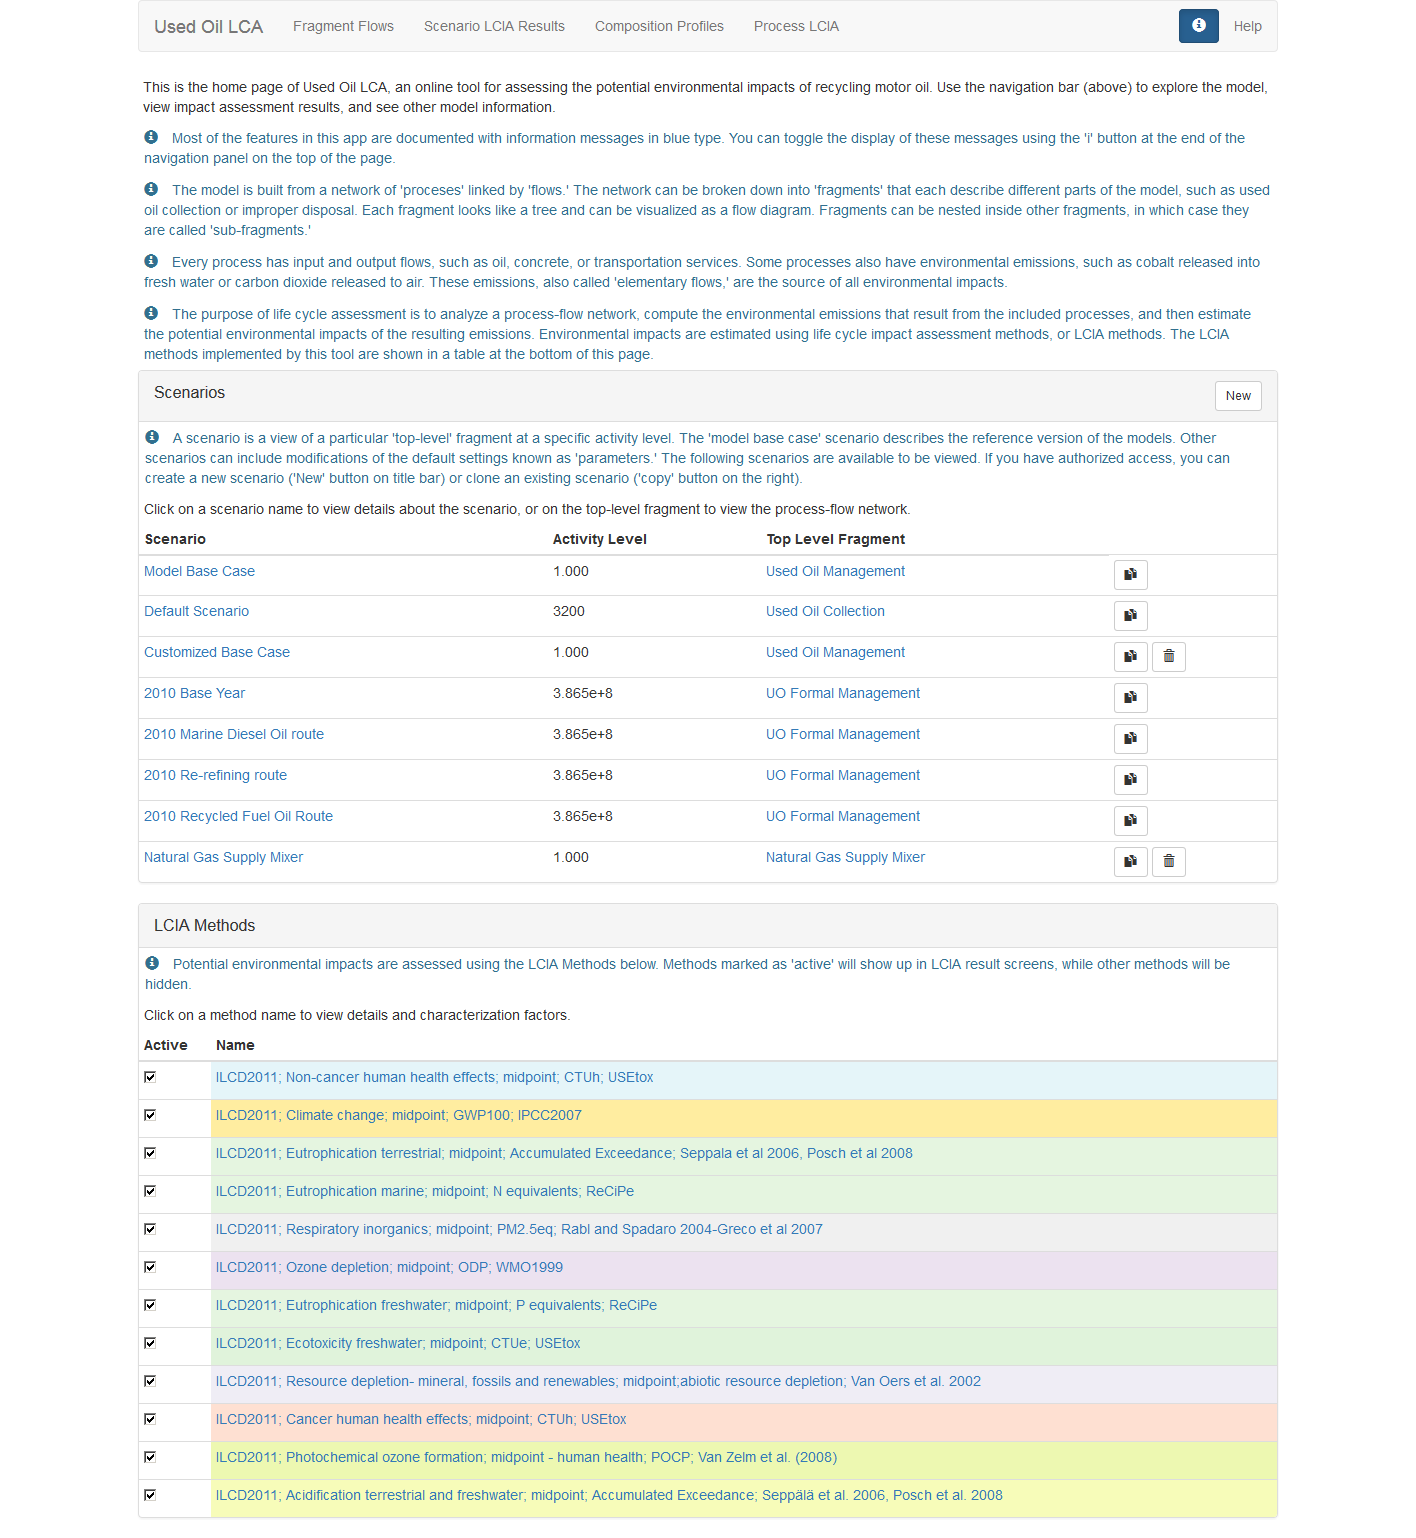 Used Oil LCA Fragment Flows Scenario LCIA Results Composition Profiles Process LCIA Help
This is the home page of Used Oil LCA, an online tool for assessing the potential environmental impacts of recycling motor oil. Use the navigation bar (above) to explore the model,
view impact assessment results, and see other model information.
Most of the features in this app are documented with information messages in blue type. You can toggle the display of these messages using the 'i' button at the end of the
navigation panel on the top of the page.
The model is built from a network of 'proceses' linked by 'flows.' The network can be broken down into 'fragments' that each describe different parts of the model, such as used
oil collection or improper disposal. Each fragment looks like a tree and can be visualized as a flow diagram. Fragments can be nested inside other fragments, in which case they
are called 'sub-fragments.'
Every process has input and output flows, such as oil, concrete, or transportation services. Some processes also have environmental emissions, such as cobalt released into
fresh water or carbon dioxide released to air. These emissions, also called 'elementary flows,' are the source of all environmental impacts.
The purpose of life cycle assessment is to analyze a process-flow network, compute the environmental emissions that result from the included processes, and then estimate
the potential environmental impacts of the resulting emissions. Environmental impacts are estimated using life cycle impact assessment methods, or LCIA methods. The LCIA
methods implemented by this tool are shown in a table at the bottom of this page.
Scenarios New
A scenario is a view of a particular 'top-level' fragment at a specific activity level. The 'model base case' scenario describes the reference version of the models. Other
scenarios can include modifications of the default settings known as 'parameters.' The following scenarios are available to be viewed. If you have authorized access, you can
create a new scenario ('New' button on title bar) or clone an existing scenario ('copy' button on the right).
Click on a scenario name to view details about the scenario, or on the top-level fragment to view the process-flow network.
Scenario Activity Level Top Level Fragment
Model Base Case 1.000 Used Oil Management
Default Scenario 3200 Used Oil Collection
Customized Base Case 1.000 Used Oil Management
2010 Base Year 3.865e+8 UO Formal Management
2010 Marine Diesel Oil route 3.865e+8 UO Formal Management
2010 Re-refining route 3.865e+8 UO Formal Management
2010 Recycled Fuel Oil Route 3.865e+8 UO Formal Management
Natural Gas Supply Mixer 1.000 Natural Gas Supply Mixer
LCIA Methods
Potential environmental impacts are assessed using the LCIA Methods below. Methods marked as 'active' will show up in LCIA result screens, while other methods will be
hidden.
Click on a method name to view details and characterization factors.
Active Name
ILCD2011; Non-cancer human health effects; midpoint; CTUh; USEtox
ILCD2011; Climate change; midpoint; GWP100; IPCC2007
ILCD2011; Eutrophication terrestrial; midpoint; Accumulated Exceedance; Seppala et al 2006, Posch et al 2008
ILCD2011; Eutrophication marine; midpoint; N equivalents; ReCiPe
ILCD2011; Respiratory inorganics; midpoint; PM2.5eq; Rabl and Spadaro 2004-Greco et al 2007
ILCD2011; Ozone depletion; midpoint; ODP; WMO1999
ILCD2011; Eutrophication freshwater; midpoint; P equivalents; ReCiPe
ILCD2011; Ecotoxicity freshwater; midpoint; CTUe; USEtox
ILCD2011; Resource depletion- mineral, fossils and renewables; midpoint;abiotic resource depletion; Van Oers et al. 2002
ILCD2011; Cancer human health effects; midpoint; CTUh; USEtox
ILCD2011; Photochemical ozone formation; midpoint - human health; POCP; Van Zelm et al. (2008)
ILCD2011; Acidification terrestrial and freshwater; midpoint; Accumulated Exceedance; Seppälä et al. 2006, Posch et al. 2008